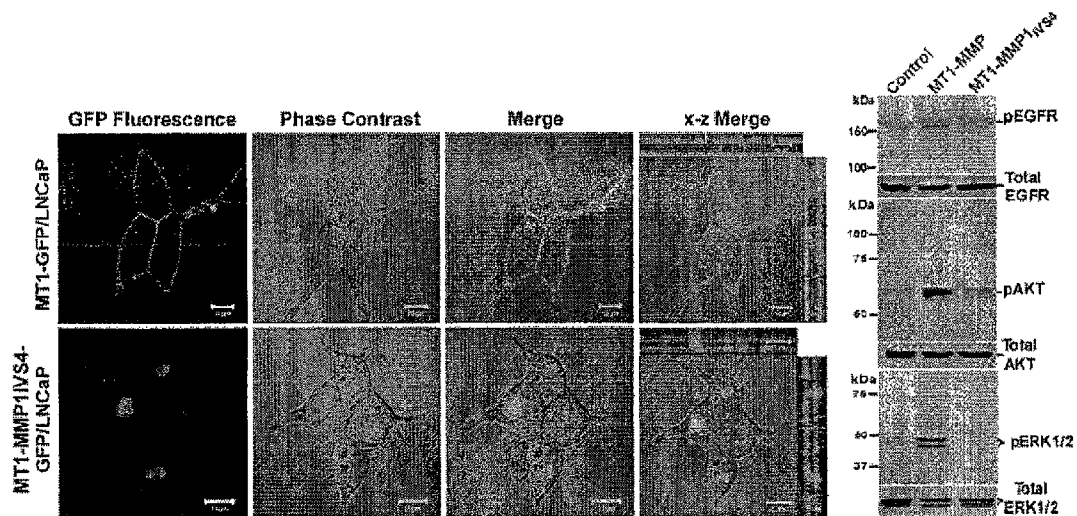 Control
MT1-MMP
MT1-MMP1IVS4
GFP Fluorescence
Phase Contrast
Merge
x-z Merge
MT1-GFP/LNCaP
MT1-MMP1IVS4-
GFP/LNCaP
kDa
150
pEGFR
100
Total
EGFR
kDa
100
75
pAKT
50
Total
AKT
kDa
75
50
pERK1/2
37
Total
ERK1/2